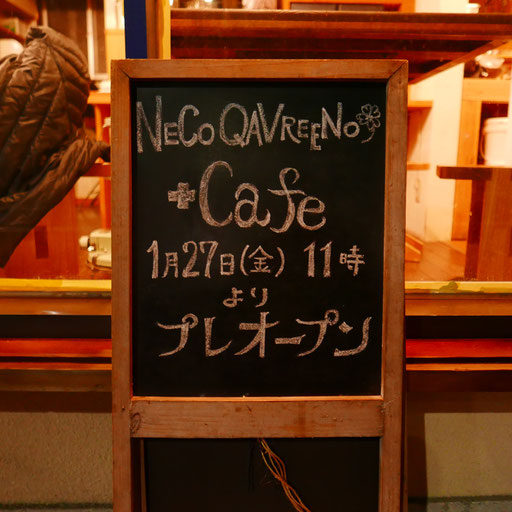 NECO QAVREENO
+Cafe
1月27日(金) 11時
より
プレオープン